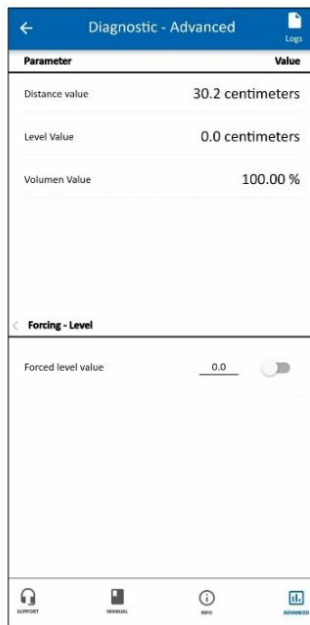 Diagnostic - Advanced
Logs
Parameter Value
Distance value 30.2 centimeters
Level Value 0.0 centimeters
Volumen Value 100.00 %
Forcing - Level
Forced level value 0.0
SUPPORT MANUAL INFO ADVANCED